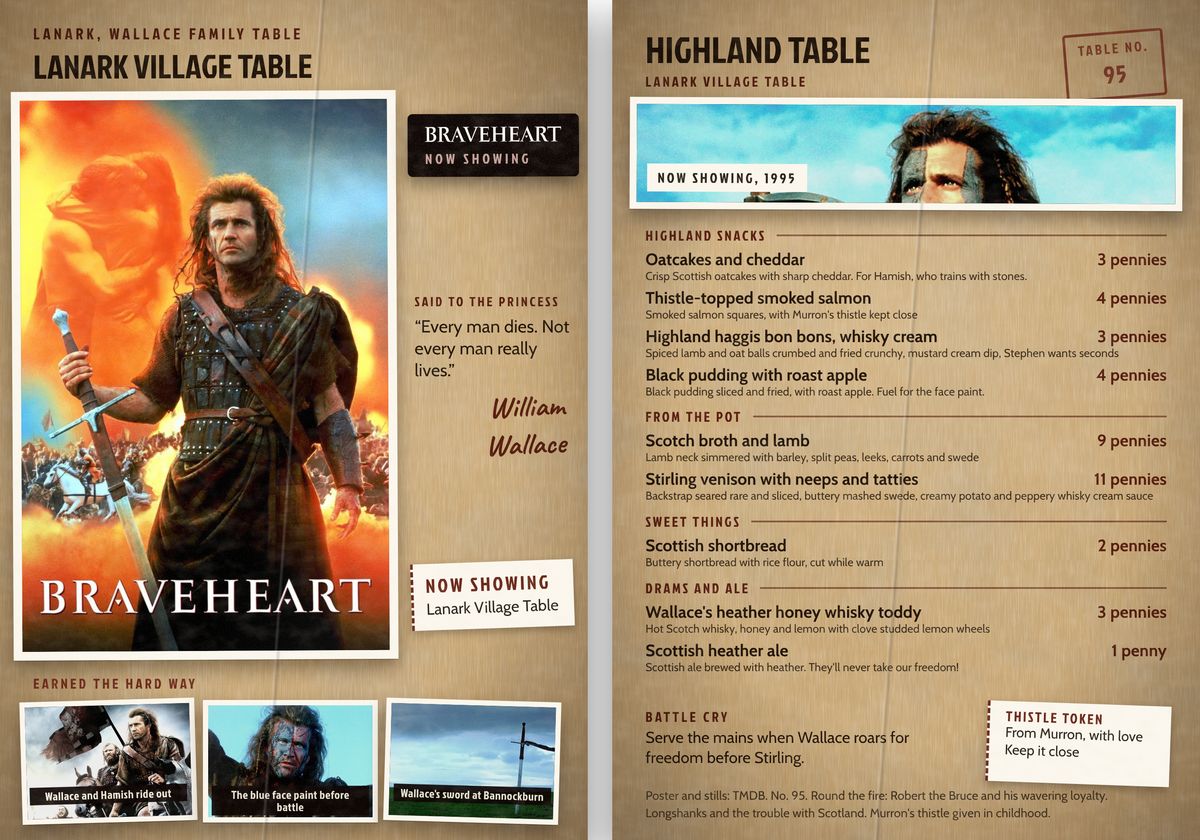 LANARK, WALLACE FAMILY TABLE
LANARK VILLAGE TABLE
BRAVEHEART
NOW SHOWING
SAID TO THE PRINCESS
“Every man dies. Not
every man really
lives.”
William
Wallace
BRAVEHEART
NOW SHOWING
Lanark Village Table
EARNED THE HARD WAY
Wallace and Hamish ride out
The blue face paint before
battle
Wallace's sword at Bannockburn
HIGHLAND TABLE
LANARK VILLAGE TABLE
TABLE NO.
95
NOW SHOWING, 1995
HIGHLAND SNACKS
Oatcakes and cheddar 3 pennies
Crisp Scottish oatcakes with sharp cheddar. For Hamish, who trains with stones.
Thistle-topped smoked salmon 4 pennies
Smoked salmon squares, with Murron's thistle kept close
Highland haggis bon bons, whisky cream 3 pennies
Spiced lamb and oat balls crumbed and fried crunchy, mustard cream dip, Stephen wants seconds
Black pudding with roast apple 4 pennies
Black pudding sliced and fried, with roast apple. Fuel for the face paint.
FROM THE POT
Scotch broth and lamb 9 pennies
Lamb neck simmered with barley, split peas, leeks, carrots and swede
Stirling venison with neeps and tatties 11 pennies
Backstrap seared rare and sliced, buttery mashed swede, creamy potato and peppery whisky cream sauce
SWEET THINGS
Scottish shortbread 2 pennies
Buttery shortbread with rice flour, cut while warm
DRAMS AND ALE
Wallace's heather honey whisky toddy 3 pennies
Hot Scotch whisky, honey and lemon with clove studded lemon wheels
Scottish heather ale 1 penny
Scottish ale brewed with heather. They'll never take our freedom!
BATTLE CRY
Serve the mains when Wallace roars for
freedom before Stirling.
THISTLE TOKEN
From Murron, with love
Keep it close
Poster and stills: TMDB. No. 95. Round the fire: Robert the Bruce and his wavering loyalty.
Longshanks and the trouble with Scotland. Murron's thistle given in childhood.